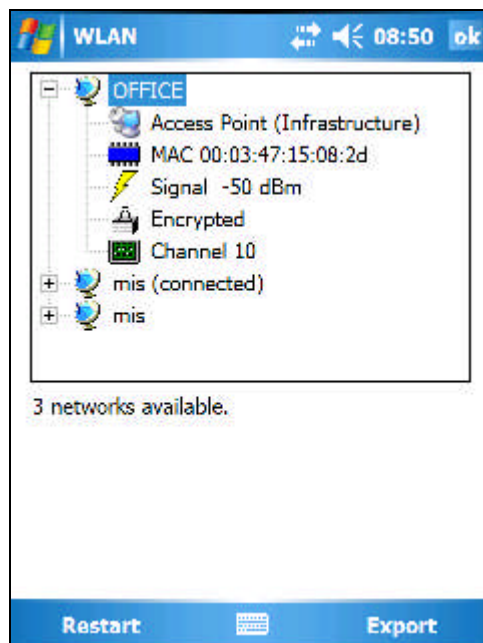 WLAN 08:50 ok
OFFICE
Access Point (Infrastructure)
MAC 00:03:47:15:08:2d
Signal -50 dBm
Encrypted
Channel 10
mis (connected)
mis
3 networks available.
Restart Export